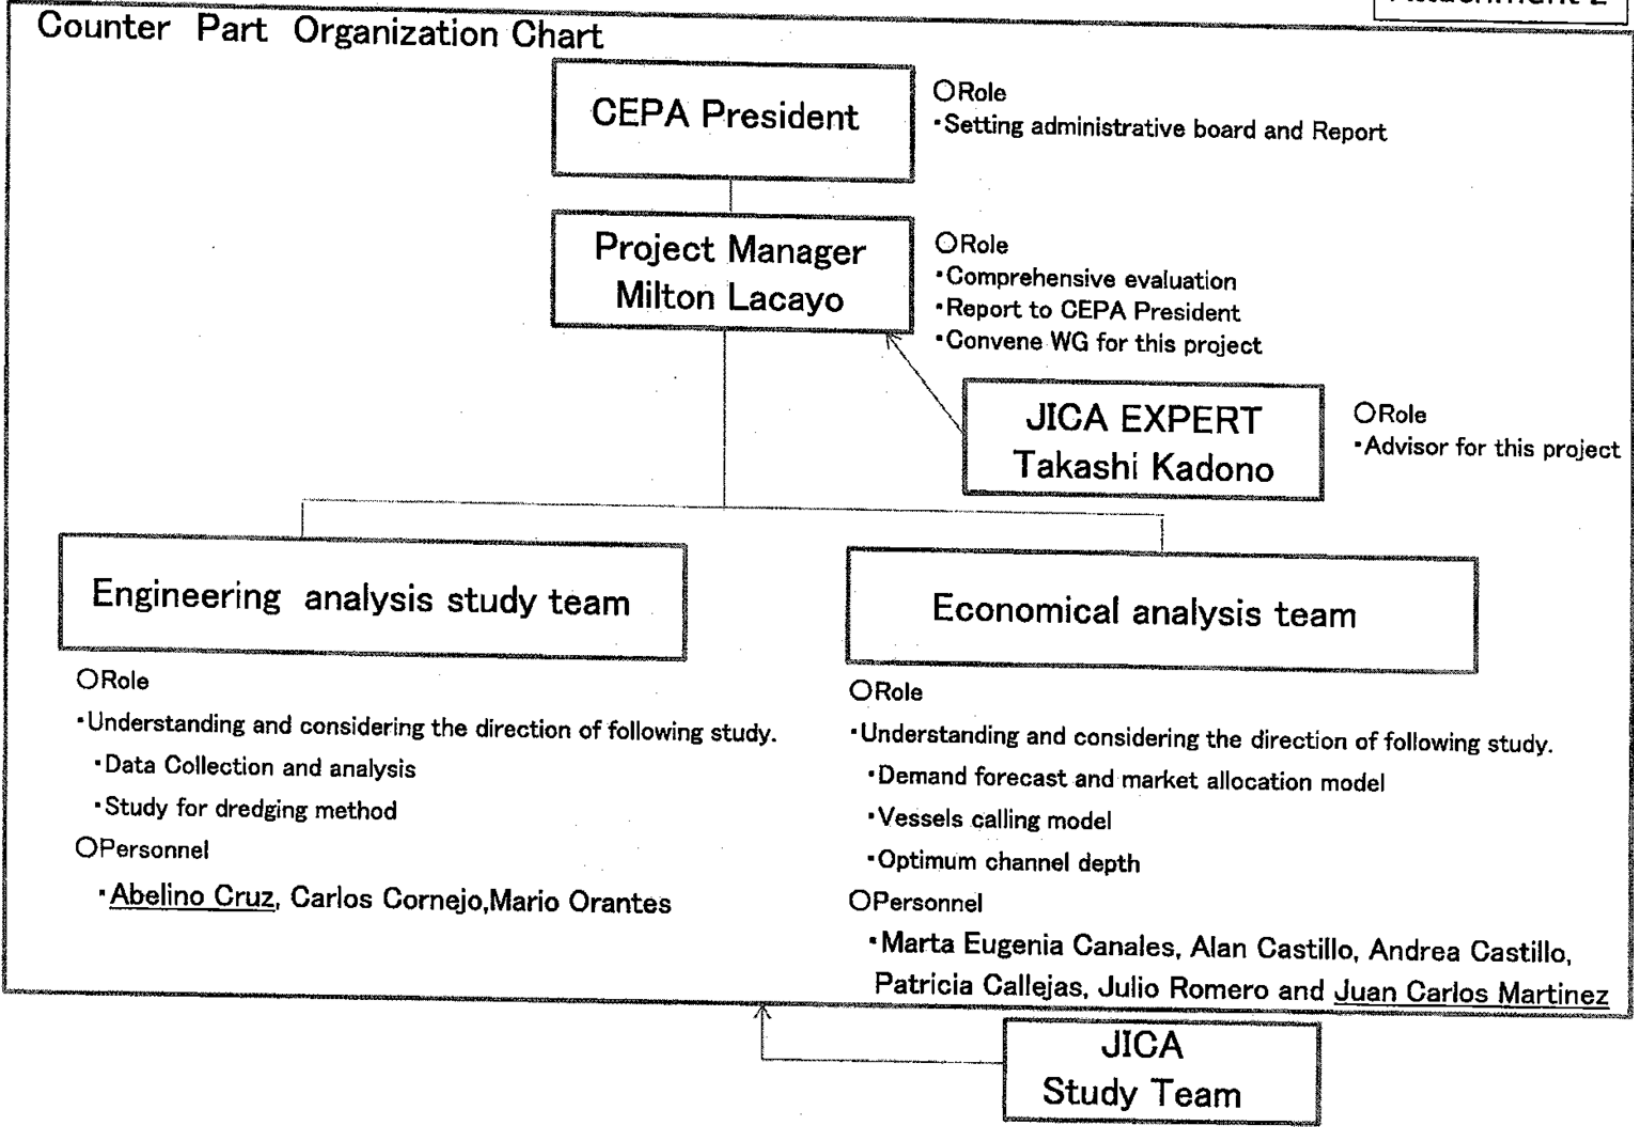 Attachment 2
Counter Part Organization Chart
CEPA President
○Role
・Setting administrative board and Report
Project Manager
Milton Lacayo
○Role
・Comprehensive evaluation
・Report to CEPA President
・Convene WG for this project
JICA EXPERT
Takashi Kadono
○Role
・Advisor for this project
Engineering analysis study team
○Role
・Understanding and considering the direction of following study.
・Data Collection and analysis
・Study for dredging method
○Personnel
・Abelino Cruz, Carlos Cornejo,Mario Orantes
Economical analysis team
○Role
・Understanding and considering the direction of following study.
・Demand forecast and market allocation model
・Vessels calling model
・Optimum channel depth
○Personnel
・Marta Eugenia Canales, Alan Castillo, Andrea Castillo,
Patricia Callejas, Julio Romero and Juan Carlos Martinez
JICA
Study Team